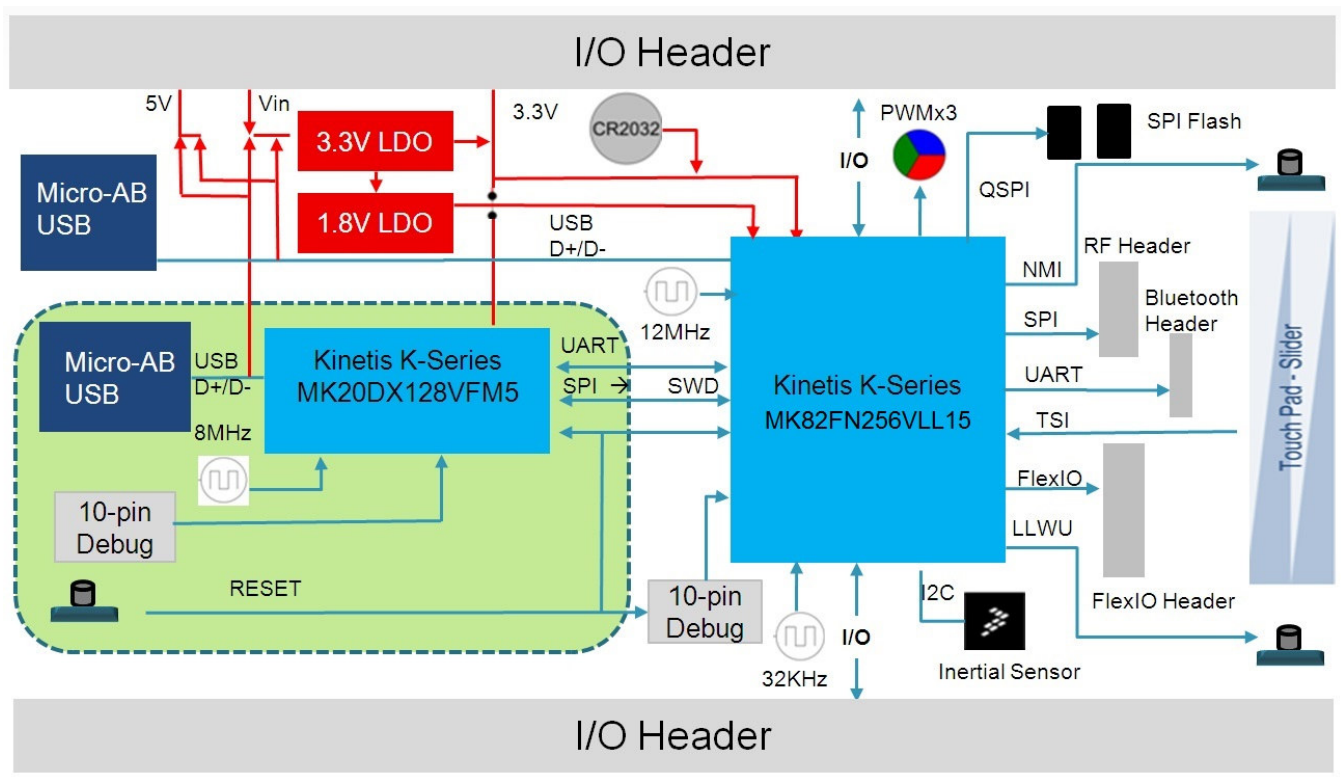 I/O Header
5V
Vin
3.3V
CR2032
PWMx3
SPI Flash
3.3V LDO
I/O
Micro-AB
USB
QSPI
1.8V LDO
USB
D+/D-
RF Header
NMI
Bluetooth
Header
12MHz
SPI
Micro-AB
USB
USB
D+/D-
Kinetis K-Series
MK20DX128VFM5
UART
SPI →
SWD
Kinetis K-Series
MK82FN256VLL15
UART
TSI
Touch Pad - Slider
8MHz
FlexIO
10-pin
Debug
LLWU
RESET
10-pin
Debug
I2C
FlexIO Header
I/O
32KHz
Inertial Sensor
I/O Header